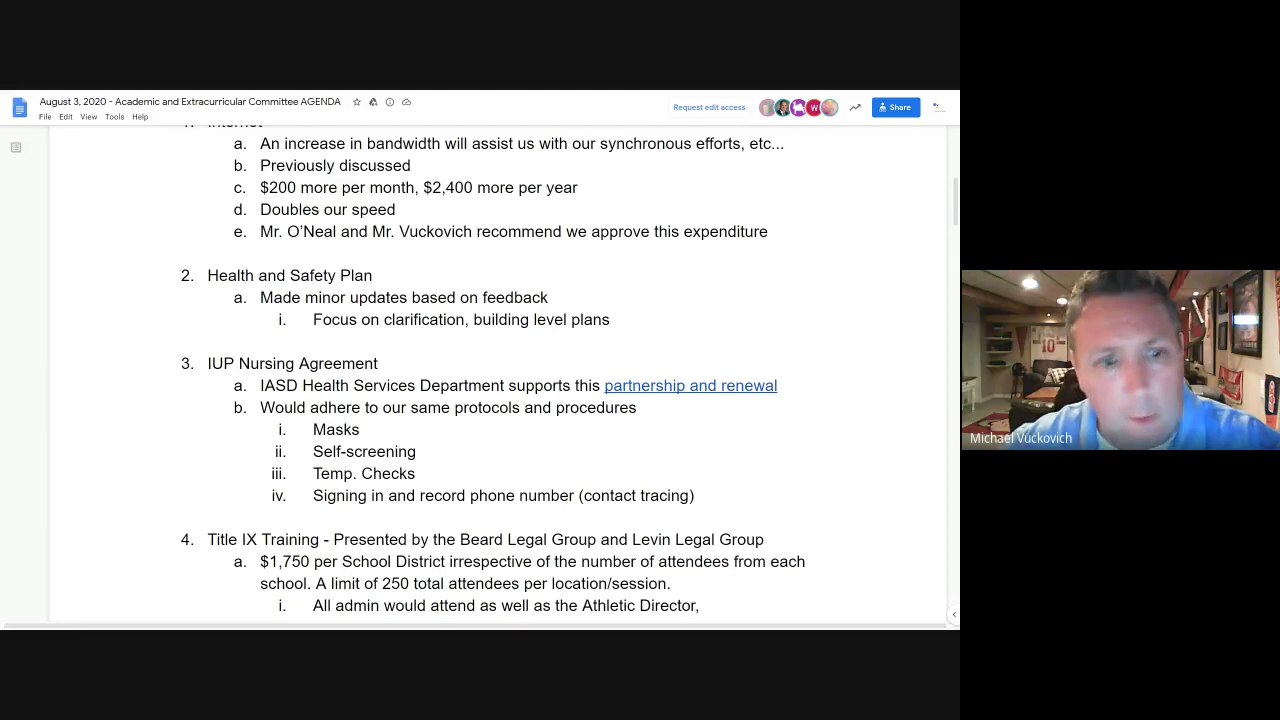 August 3, 2020 - Academic and Extracurricular Committee AGENDA
File Edit View Tools Help
Request edit access
W
Share
1. Internet
a. An increase in bandwidth will assist us with our synchronous efforts, etc...
b. Previously discussed
c. $200 more per month, $2,400 more per year
d. Doubles our speed
e. Mr. O’Neal and Mr. Vuckovich recommend we approve this expenditure
2. Health and Safety Plan
a. Made minor updates based on feedback
i. Focus on clarification, building level plans
3. IUP Nursing Agreement
a. IASD Health Services Department supports this partnership and renewal
b. Would adhere to our same protocols and procedures
i. Masks
ii. Self-screening
iii. Temp. Checks
iv. Signing in and record phone number (contact tracing)
4. Title IX Training - Presented by the Beard Legal Group and Levin Legal Group
a. $1,750 per School District irrespective of the number of attendees from each
school. A limit of 250 total attendees per location/session.
i. All admin would attend as well as the Athletic Director,
10
Michael Vuckovich